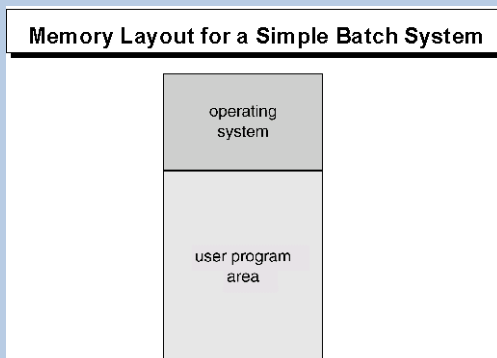 Memory Layout for a Simple Batch System
operating
system
user program
area